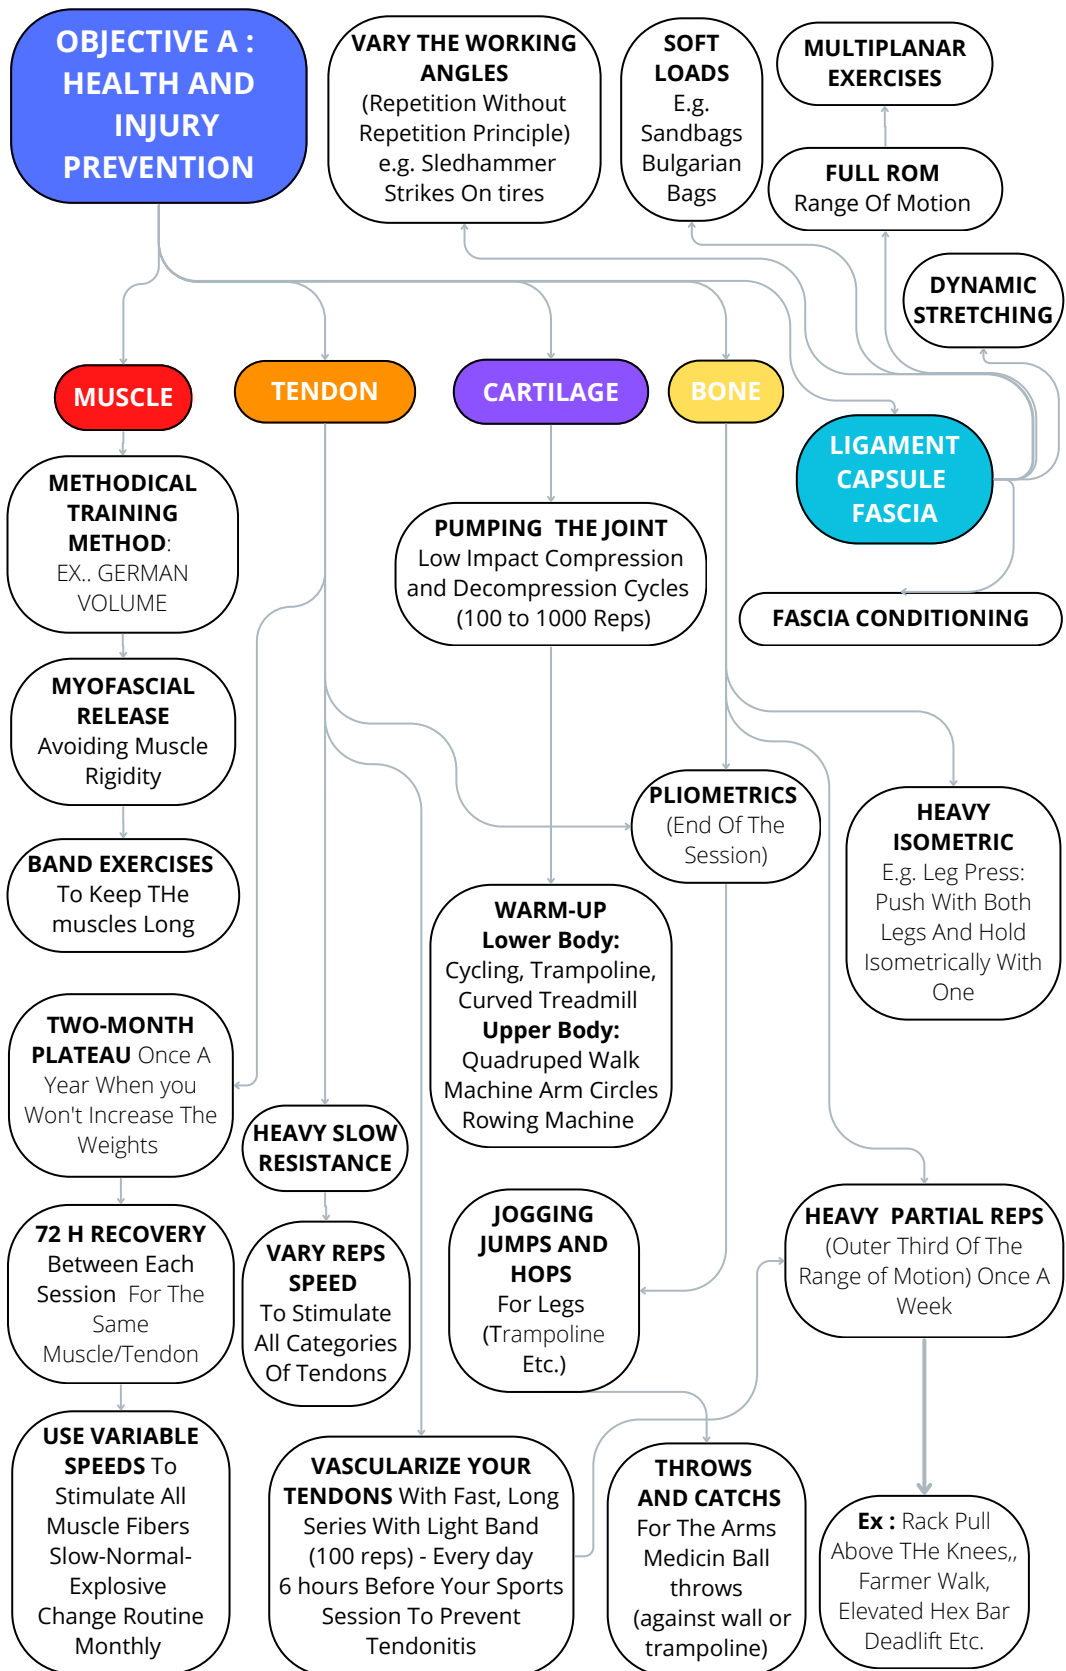 OBJECTIVE A :
HEALTH AND
INJURY
PREVENTION
VARY THE WORKING
ANGLES
(Repetition Without
Repetition Principle)
e.g. Sledhammer
Strikes On tires
SOFT
LOADS
E.g.
Sandbags
Bulgarian
Bags
MULTIPLANAR
EXERCISES
FULL ROM
Range Of Motion
DYNAMIC
STRETCHING
MUSCLE
TENDON
CARTILAGE
BONE
LIGAMENT
CAPSULE
FASCIA
METHODICAL
TRAINING
METHOD:
EX.. GERMAN
VOLUME
PUMPING THE JOINT
Low Impact Compression
and Decompression Cycles
(100 to 1000 Reps)
FASCIA CONDITIONING
MYOFASCIAL
RELEASE
Avoiding Muscle
Rigidity
PLIOMETRICS
(End Of The
Session)
HEAVY
ISOMETRIC
E.g. Leg Press:
Push With Both
Legs And Hold
Isometrically With
One
BAND EXERCISES
To Keep THe
muscles Long
WARM-UP
Lower Body:
Cycling, Trampoline,
Curved Treadmill
Upper Body:
Quadruped Walk
Machine Arm Circles
Rowing Machine
TWO-MONTH
PLATEAU Once A
Year When you
Won't Increase The
Weights
HEAVY SLOW
RESISTANCE
72 H RECOVERY
Between Each
Session For The
Same
Muscle/Tendon
VARY REPS
SPEED
To Stimulate
All Categories
Of Tendons
JOGGING
JUMPS AND
HOPS
For Legs
(Trampoline
Etc.)
HEAVY PARTIAL REPS
(Outer Third Of The
Range of Motion) Once A
Week
USE VARIABLE
SPEEDS To
Stimulate All
Muscle Fibers
Slow-Normal-
Explosive
Change Routine
Monthly
VASCULARIZE YOUR
TENDONS With Fast, Long
Series With Light Band
(100 reps) - Every day
6 hours Before Your Sports
Session To Prevent
Tendonitis
THROWS
AND CATCHS
For The Arms
Medicin Ball
throws
(against wall or
trampoline)
Ex : Rack Pull
Above THe Knees,,
Farmer Walk,
Elevated Hex Bar
Deadlift Etc.